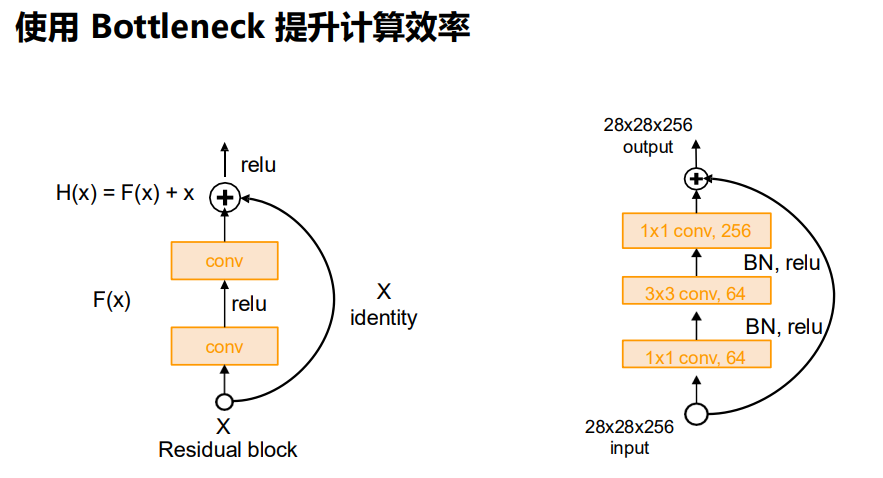 使用 Bottleneck 提升计算效率
relu
H(x) = F(x) + x
conv
F(x)
relu
X
identity
conv
X
Residual block
28x28x256
output
1x1 conv, 256
BN, relu
3x3 conv, 64
BN, relu
1x1 conv, 64
28x28x256
input